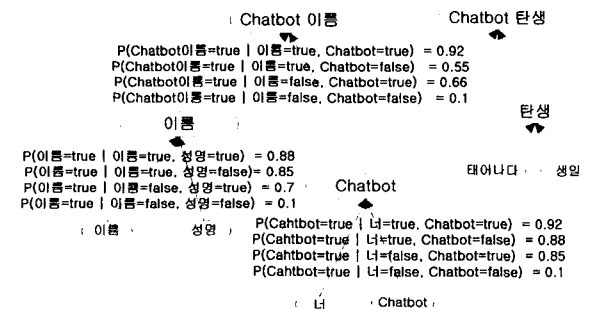 Chatbot 이름
Chatbot 탄생
P(Chatbot이름=true | 이름=true, Chatbot=true) = 0.92
P(Chatbot이름=true | 이름=true, Chatbot=false) = 0.55
P(Chatbot이름=true | 이름=false, Chatbot=true) = 0.66
P(Chatbot이름=true | 이름=false, Chatbot=false) = 0.1
이름
탄생
P(이름=true | 이름=true, 성명=true) = 0.88
P(이름=true | 이름=true, 성명=false)= 0.85
P(이름=true | 이름=false, 성명=true) = 0.7
P(이름=true | 이름=false, 성명=false) = 0.1
태어나다 생일
Chatbot
이름 성명
P(Cahtbot=true | 너=true, Chatbot=true) = 0.92
P(Cahtbot=true | 너=true, Chatbot=false) = 0.88
P(Cahtbot=true | 너=false, Chatbot=true) = 0.85
P(Cahtbot=true | 너=false, Chatbot=false) = 0.1
너 Chatbot